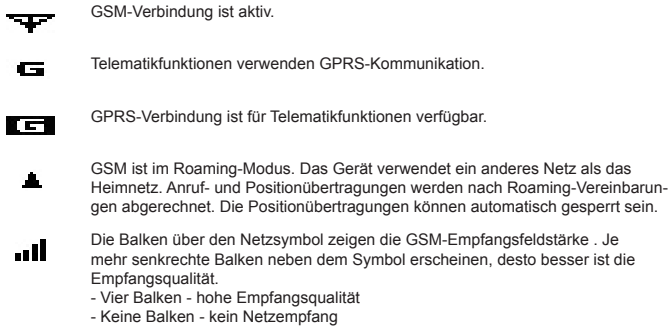 GSM-Verbindung ist aktiv.
G
Telematikfunktionen verwenden GPRS-Kommunikation.
G
GPRS-Verbindung ist für Telematikfunktionen verfügbar.
GSM ist im Roaming-Modus. Das Gerät verwendet ein anderes Netz als das
Heimnetz. Anruf- und Positionübertragungen werden nach Roaming-Vereinbarun-
gen abgerechnet. Die Positionübertragungen können automatisch gesperrt sein.
Die Balken über den Netzsymbol zeigen die GSM-Empfangsfeldstärke . Je
mehr senkrechte Balken neben dem Symbol erscheinen, desto besser ist die
Empfangsqualität.
- Vier Balken - hohe Empfangsqualität
- Keine Balken - kein Netzempfang